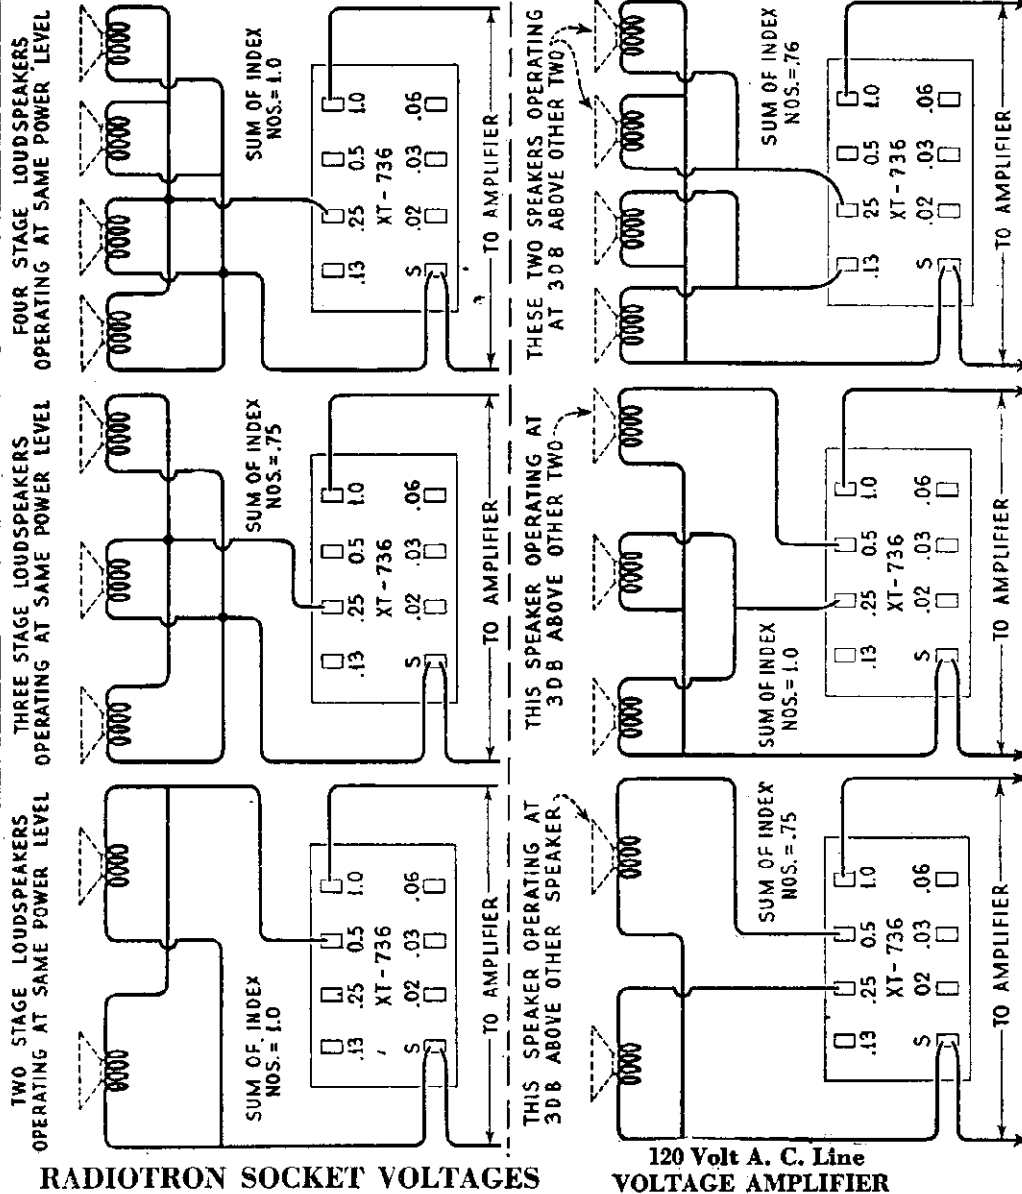 TWO STAGE LOUDSPEAKERS
OPERATING AT SAME POWER LEVEL
SUM OF INDEX
NOS. = 1.0
.13 .25 0.5 1.0
XT-736
S .02 .03 .06
TO AMPLIFIER
THREE STAGE LOUDSPEAKERS
OPERATING AT SAME POWER LEVEL
SUM OF INDEX
NOS. = .75
.13 .25 0.5 1.0
XT-736
S .02 .03 .06
TO AMPLIFIER
FOUR STAGE LOUDSPEAKERS
OPERATING AT SAME POWER LEVEL
SUM OF INDEX
NOS. = 1.0
.13 .25 0.5 1.0
XT-736
S .02 .03 .06
TO AMPLIFIER
THIS SPEAKER OPERATING AT
3DB ABOVE OTHER SPEAKER
SUM OF INDEX
NOS. = .75
.13 .25 0.5 1.0
XT-736
S 02 .03 .06
TO AMPLIFIER
THIS SPEAKER OPERATING AT
3DB ABOVE OTHER TWO
SUM OF INDEX
NOS. = 1.0
.13 .25 0.5 1.0
XT-736
S .02 .03 .06
TO AMPLIFIER
THESE TWO SPEAKERS OPERATING
AT 3DB ABOVE OTHER TWO
SUM OF INDEX
NOS. = .76
.13 25 0.5 1.0
XT-736
S .02 .03 .06
TO AMPLIFIER
RADIOTRON SOCKET VOLTAGES
120 Volt A. C. Line
VOLTAGE AMPLIFIER